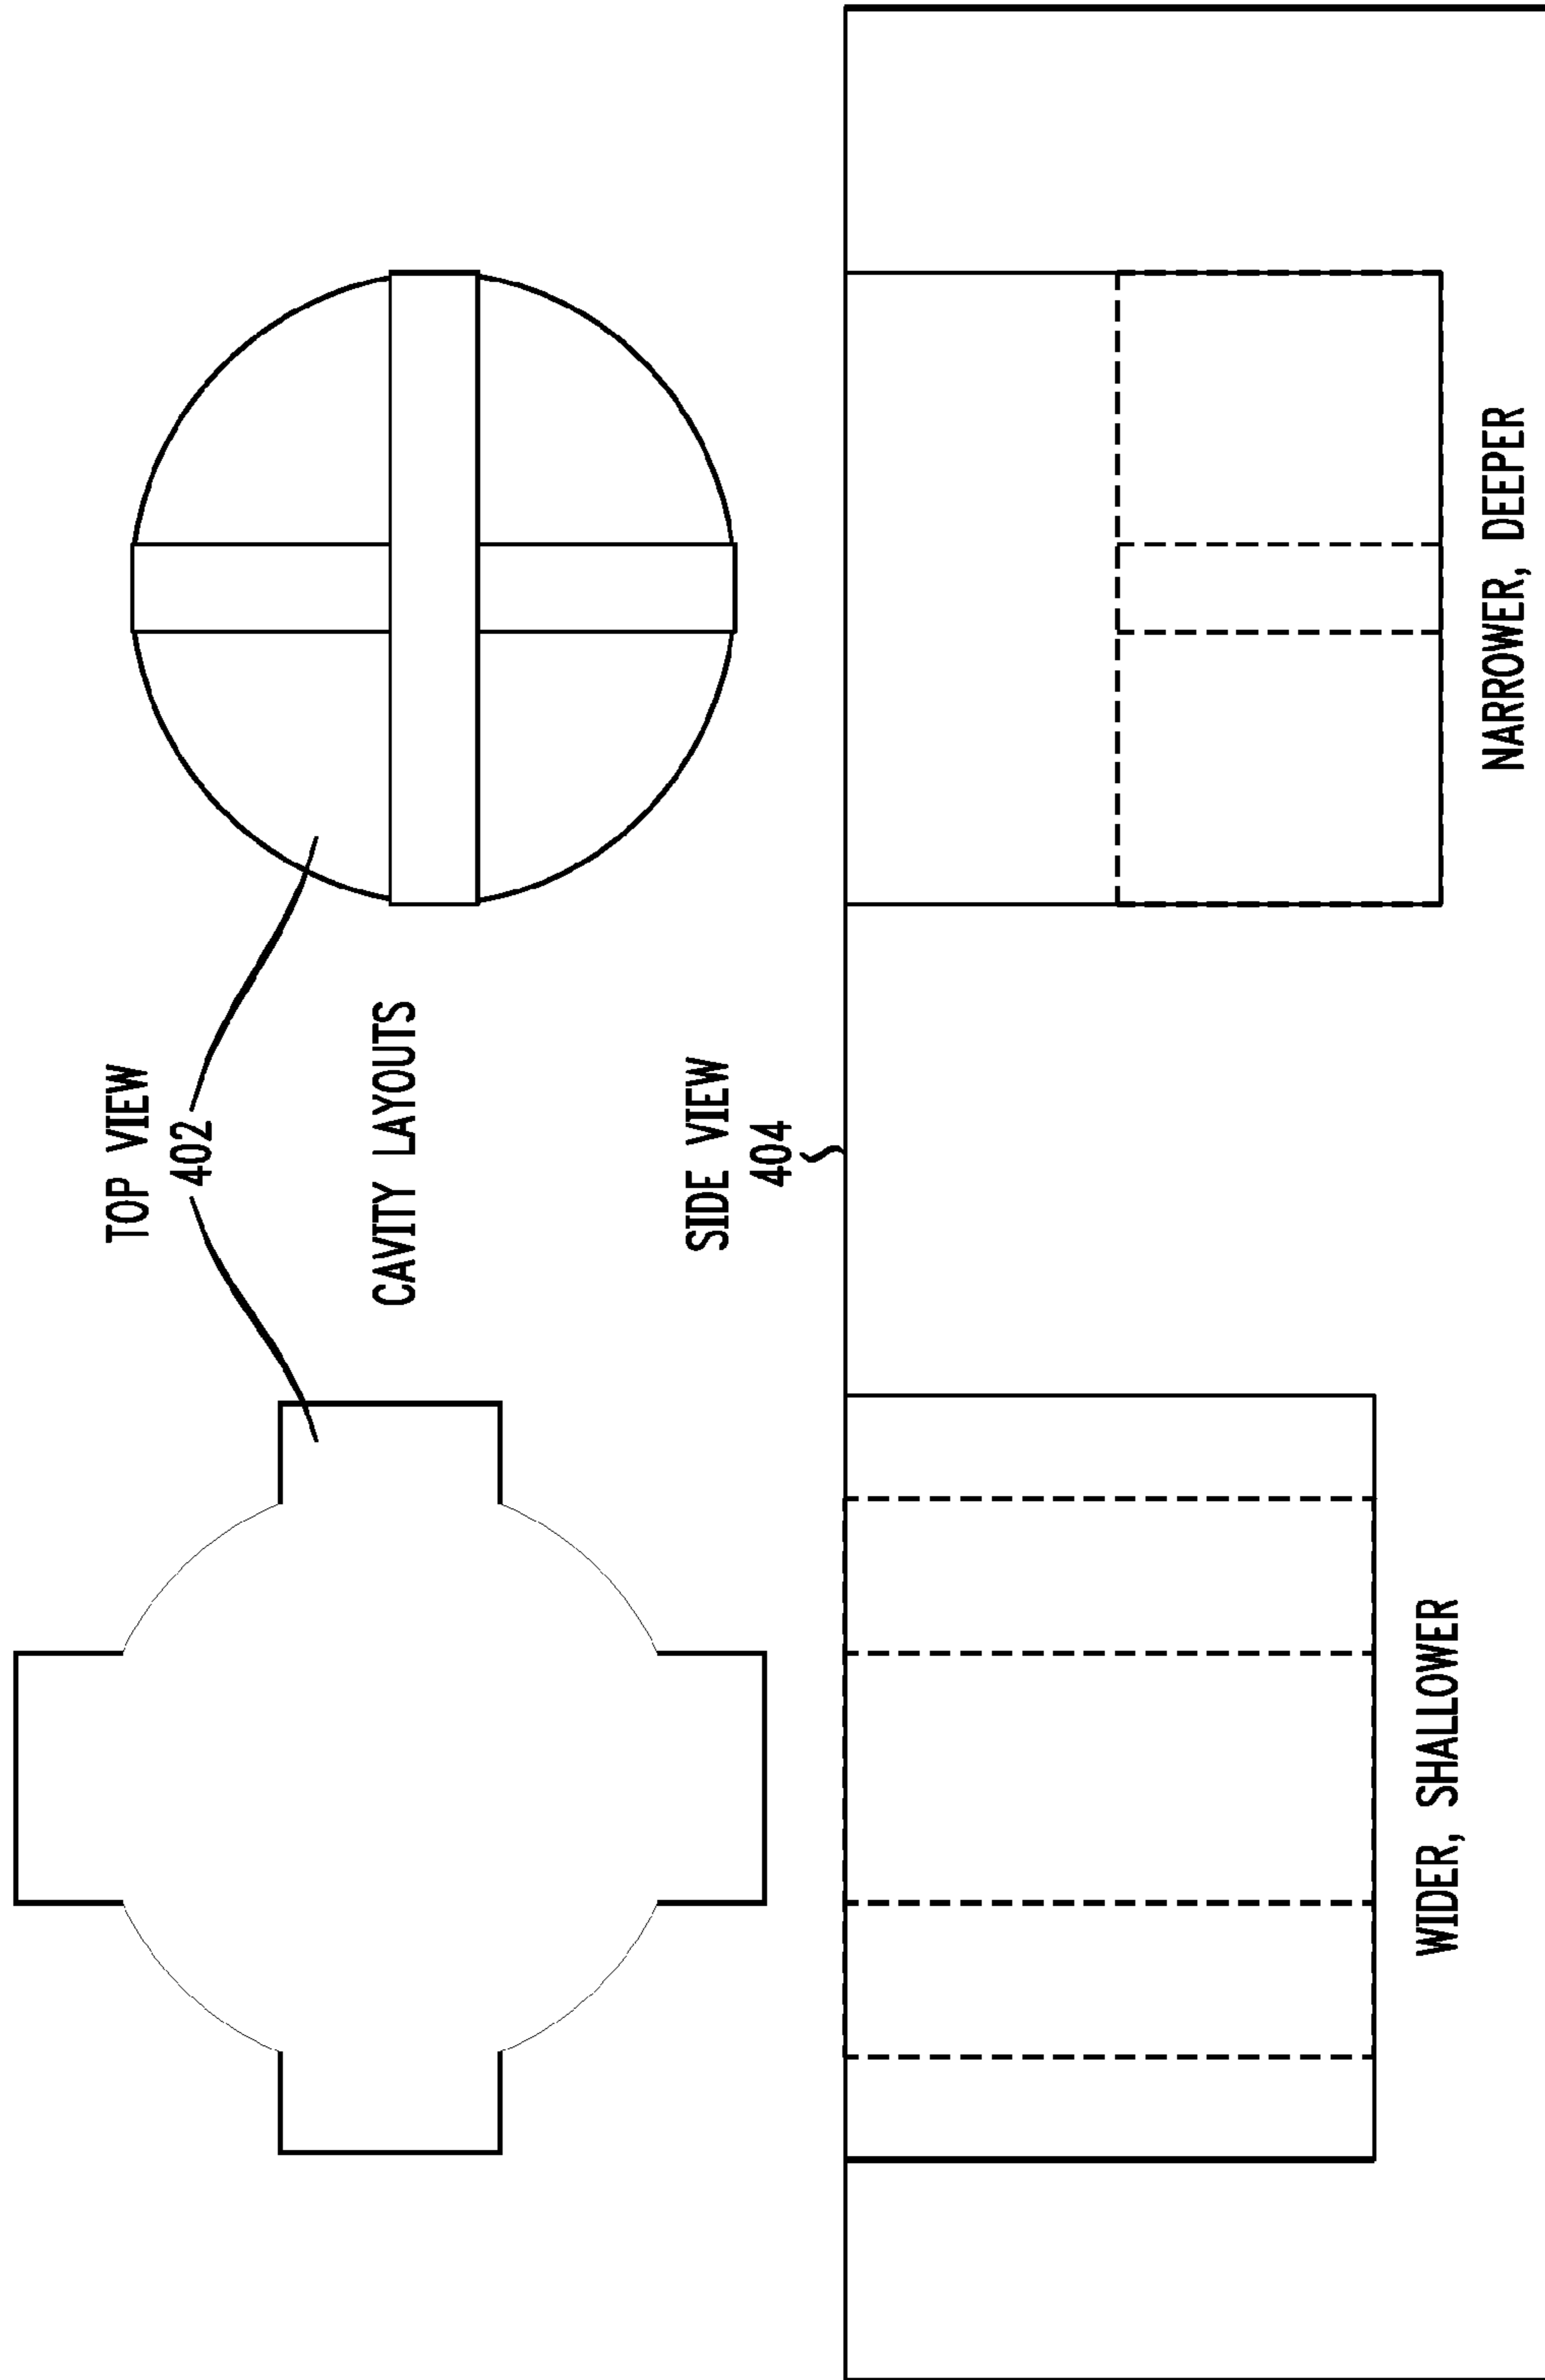 TOP VIEW
402
CAVITY LAYOUTS
SIDE VIEW
404
WIDER, SHALLOWER
NARROWER, DEEPER